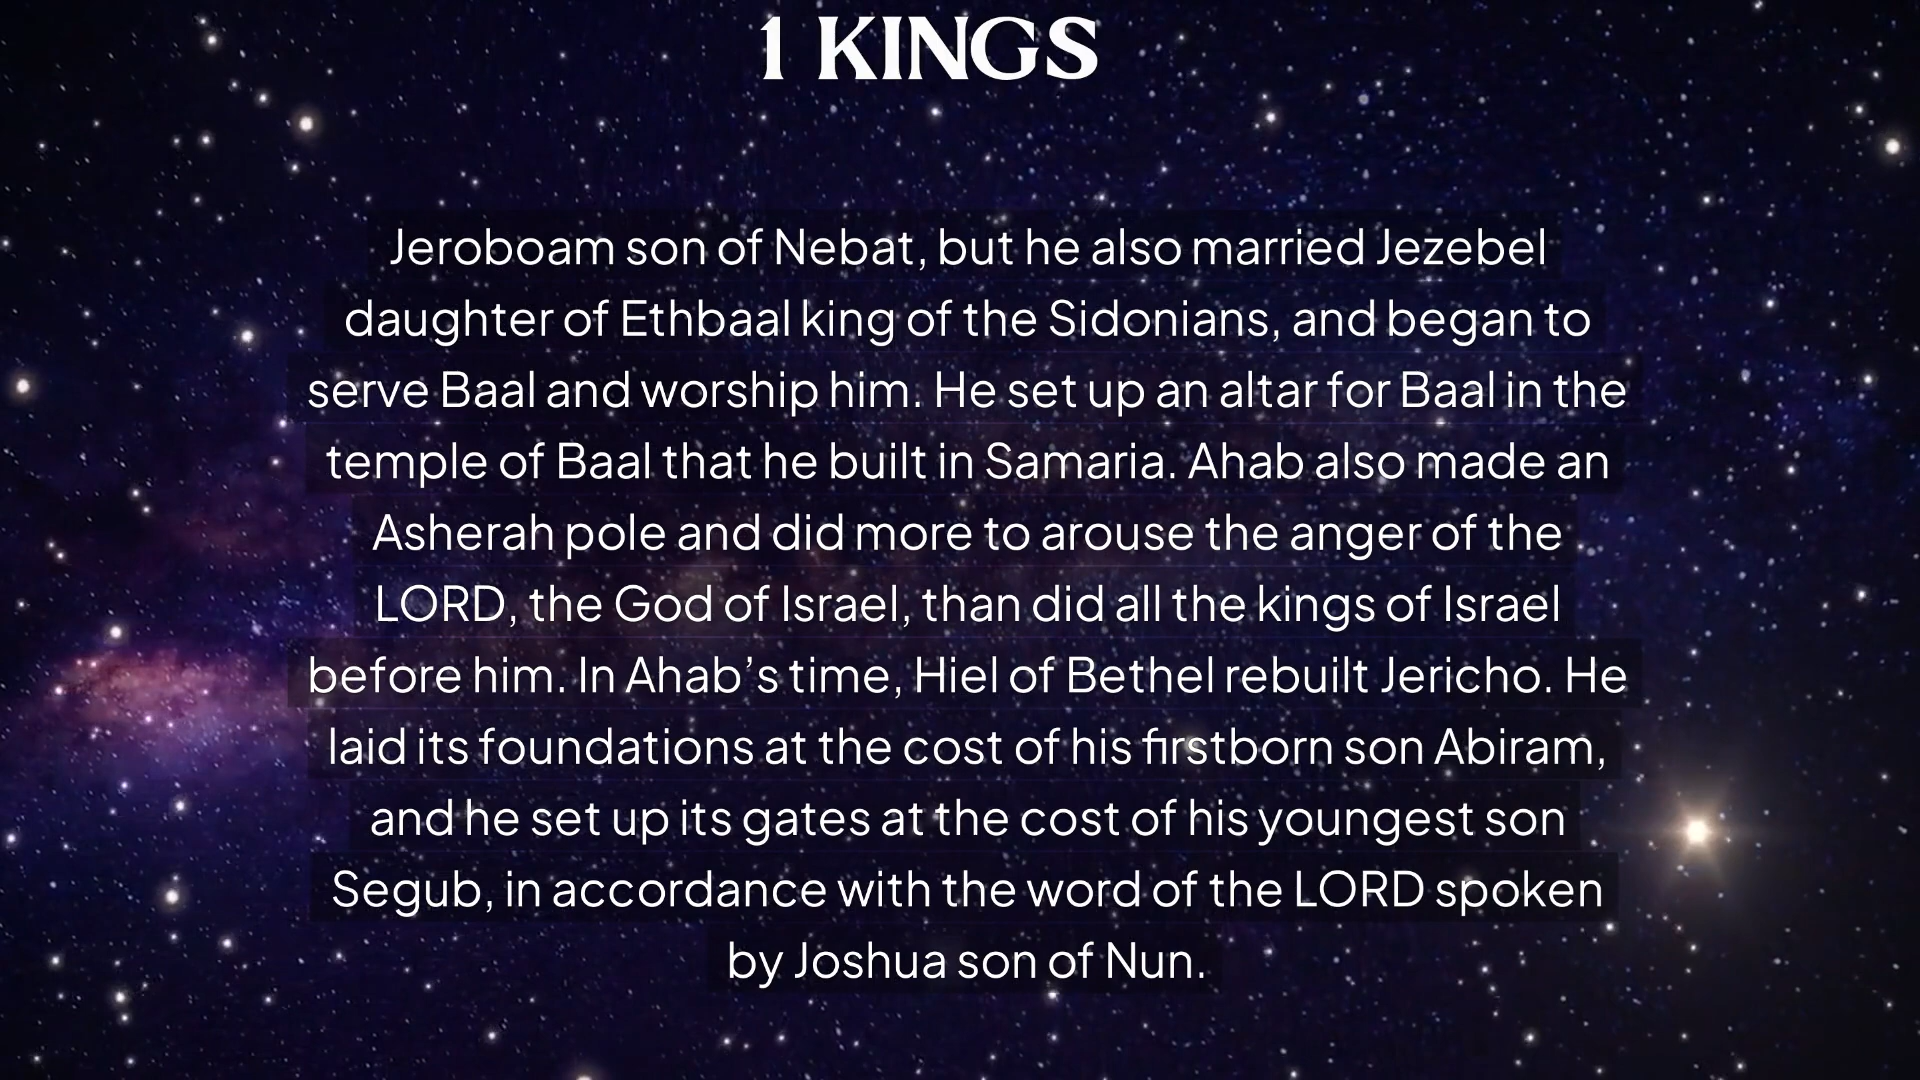 1 KINGS
Jeroboam son of Nebat, but he also married Jezebel
daughter of Ethbaal king of the Sidonians, and began to
serve Baal and worship him. He set up an altar for Baal in the
temple of Baal that he built in Samaria. Ahab also made an
Asherah pole and did more to arouse the anger of the
LORD, the God of Israel, than did all the kings of Israel
before him. In Ahab’s time, Hiel of Bethel rebuilt Jericho. He
laid its foundations at the cost of his firstborn son Abiram,
and he set up its gates at the cost of his youngest son
Segub, in accordance with the word of the LORD spoken
by Joshua son of Nun.